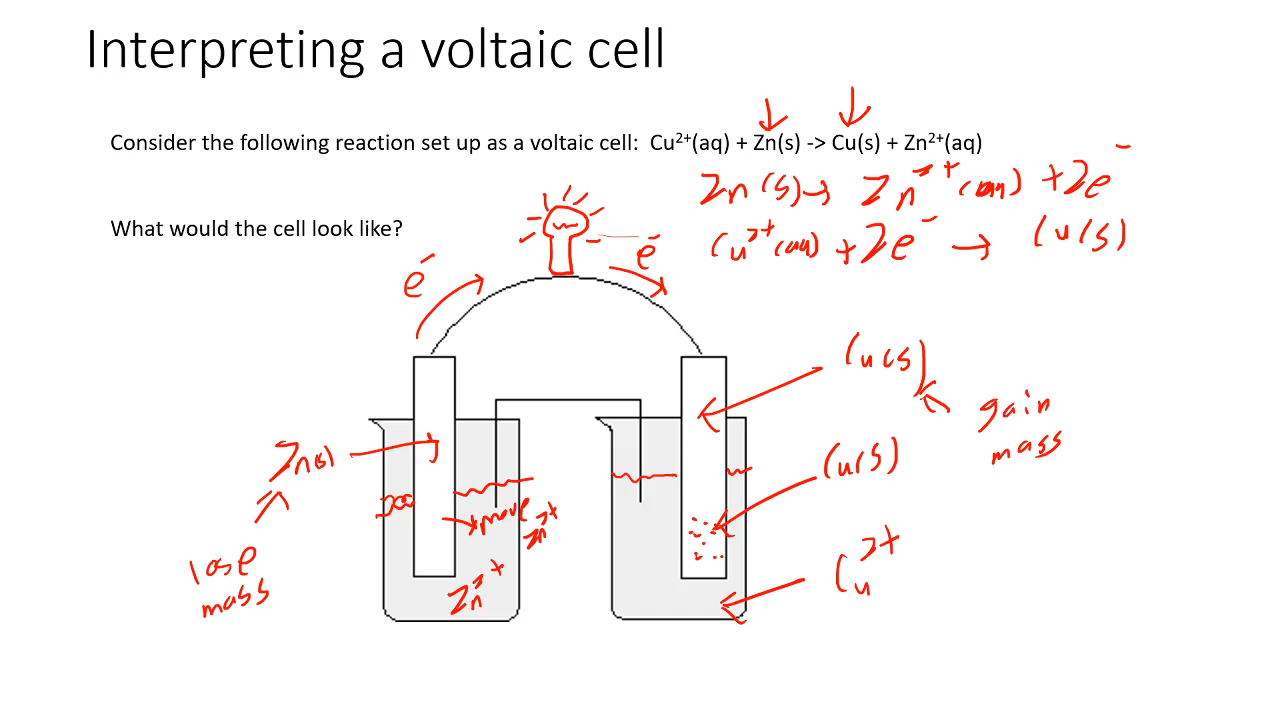 Interpreting a voltaic cell
Consider the following reaction set up as a voltaic cell:  Cu²⁺(aq) + Zn(s) -> Cu(s) + Zn²⁺(aq)
Zn(s) → Zn²⁺(aq) + 2e⁻
What would the cell look like?
Cu²⁺(aq) + 2e⁻ → Cu(s)
e⁻
e⁻
Cu(s)
gain
mass
Zn(s)
Cu(s)
move
Zn²⁺
Cu²⁺
lose
mass
Zn²⁺